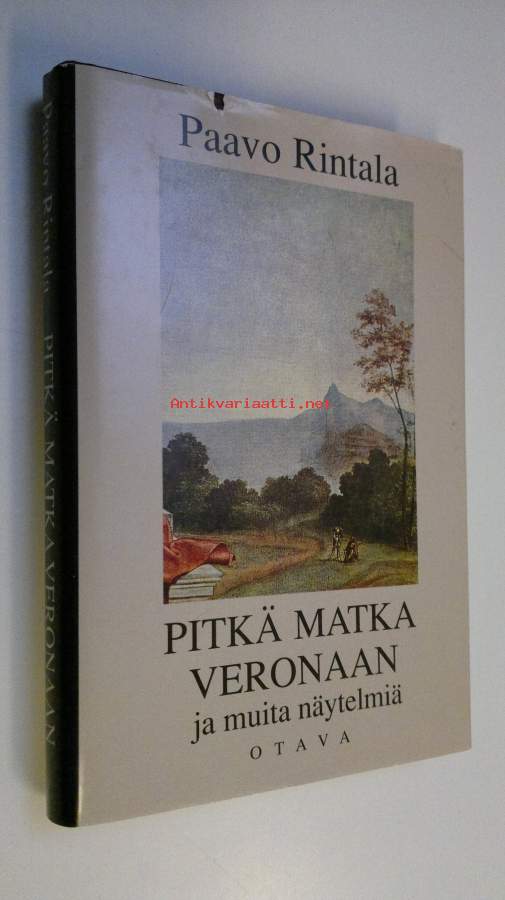 Paavo Rintala
Antikvariaatti.net
PITKÄ MATKA
VERONAAN
ja muita näytelmiä
OTAVA
Paavo Rintala PITKÄ MATKA VERONAAN